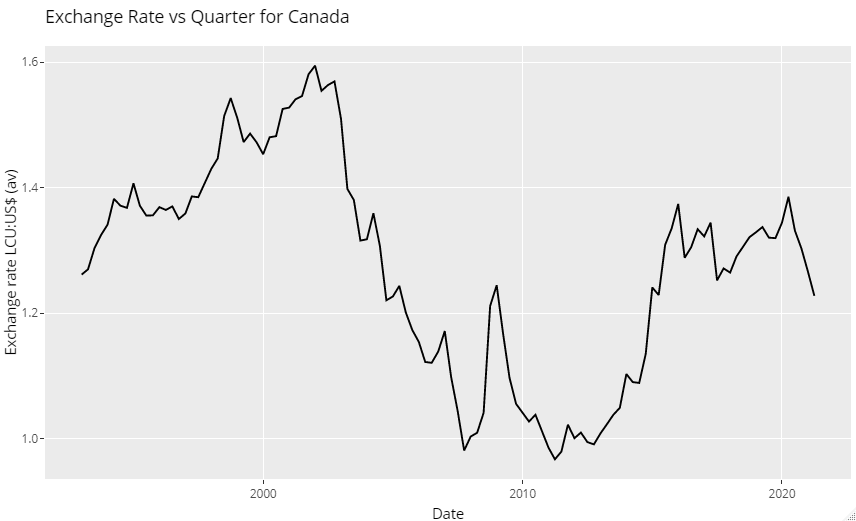 Exchange Rate vs Quarter for Canada
Exchange rate LCU:US$ (av)
1.6
1.4
1.2
1.0
2000
2010
2020
Date